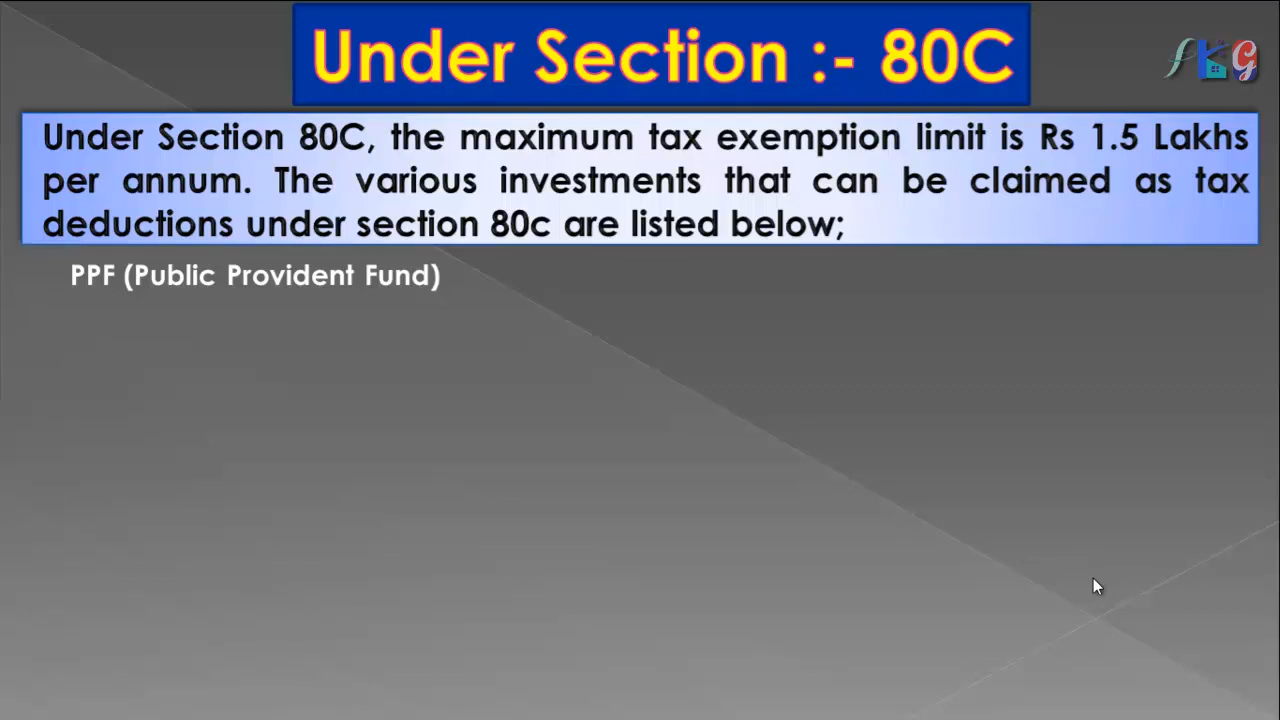 Under Section :- 80C
Under Section 80C, the maximum tax exemption limit is Rs 1.5 Lakhs
per annum. The various investments that can be claimed as tax
deductions under section 80c are listed below;
PPF (Public Provident Fund)